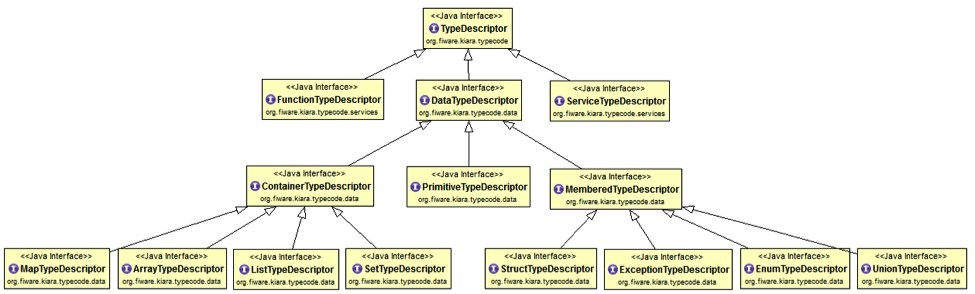 <<Java Interface>>
TypeDescriptor
org.fiware.kiara.typecode
<<Java Interface>>
FunctionTypeDescriptor
org.fiware.kiara.typecode.services
<<Java Interface>>
DataTypeDescriptor
org.fiware.kiara.typecode.data
<<Java Interface>>
ServiceTypeDescriptor
org.fiware.kiara.typecode.services
<<Java Interface>>
ContainerTypeDescriptor
org.fiware.kiara.typecode.data
<<Java Interface>>
PrimitiveTypeDescriptor
org.fiware.kiara.typecode.data
<<Java Interface>>
MemberedTypeDescriptor
org.fiware.kiara.typecode.data
<<Java Interface>>
MapTypeDescriptor
org.fiware.kiara.typecode.data
<<Java Interface>>
ArrayTypeDescriptor
org.fiware.kiara.typecode.data
<<Java Interface>>
ListTypeDescriptor
org.fiware.kiara.typecode.data
<<Java Interface>>
SetTypeDescriptor
org.fiware.kiara.typecode.data
<<Java Interface>>
StructTypeDescriptor
org.fiware.kiara.typecode.data
<<Java Interface>>
ExceptionTypeDescriptor
org.fiware.kiara.typecode.data
<<Java Interface>>
EnumTypeDescriptor
org.fiware.kiara.typecode.data
<<Java Interface>>
UnionTypeDescriptor
org.fiware.kiara.typecode.data